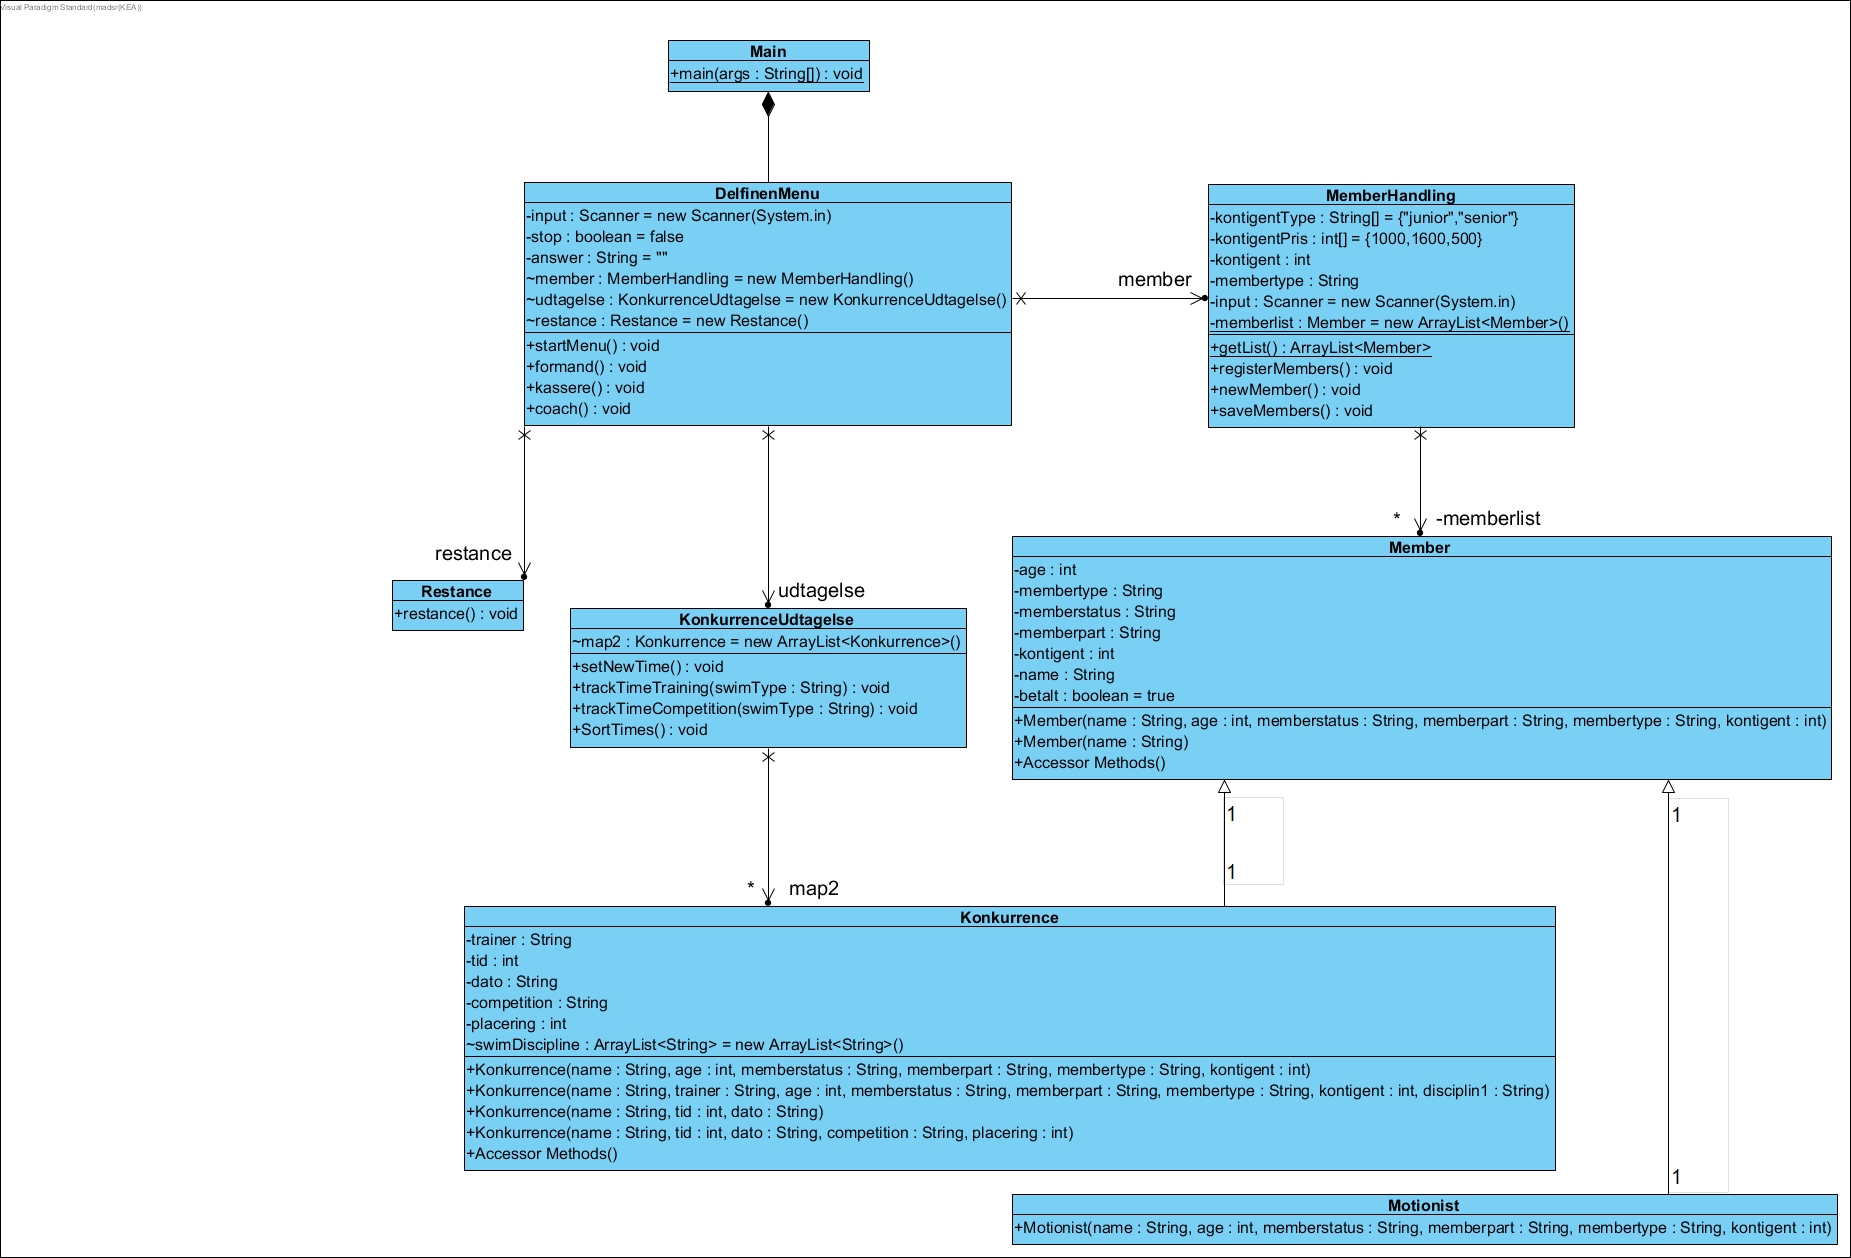 Visual Paradigm Standard(madsr(KEA))
Main
+main(args : String[]) : void
DelfinenMenu
-input : Scanner = new Scanner(System.in)
-stop : boolean = false
-answer : String = ""
~member : MemberHandling = new MemberHandling()
~udtagelse : KonkurrenceUdtagelse = new KonkurrenceUdtagelse()
~restance : Restance = new Restance()
+startMenu() : void
+formand() : void
+kassere() : void
+coach() : void
member
MemberHandling
-kontigentType : String[] = {"junior","senior"}
-kontigentPris : int[] = {1000,1600,500}
-kontigent : int
-membertype : String
-input : Scanner = new Scanner(System.in)
-memberlist : Member = new ArrayList<Member>()
+getList() : ArrayList<Member>
+registerMembers() : void
+newMember() : void
+saveMembers() : void
restance
Restance
+restance() : void
udtagelse
KonkurrenceUdtagelse
~map2 : Konkurrence = new ArrayList<Konkurrence>()
+setNewTime() : void
+trackTimeTraining(swimType : String) : void
+trackTimeCompetition(swimType : String) : void
+SortTimes() : void
* -memberlist
Member
-age : int
-membertype : String
-memberstatus : String
-memberpart : String
-kontigent : int
-name : String
-betalt : boolean = true
+Member(name : String, age : int, memberstatus : String, memberpart : String, membertype : String, kontigent : int)
+Member(name : String)
+Accessor Methods()
1
1
1
* map2
Konkurrence
-trainer : String
-tid : int
-dato : String
-competition : String
-placering : int
~swimDiscipline : ArrayList<String> = new ArrayList<String>()
+Konkurrence(name : String, age : int, memberstatus : String, memberpart : String, membertype : String, kontigent : int)
+Konkurrence(name : String, trainer : String, age : int, memberstatus : String, memberpart : String, membertype : String, kontigent : int, disciplin1 : String)
+Konkurrence(name : String, tid : int, dato : String)
+Konkurrence(name : String, tid : int, dato : String, competition : String, placering : int)
+Accessor Methods()
1
Motionist
+Motionist(name : String, age : int, memberstatus : String, memberpart : String, membertype : String, kontigent : int)